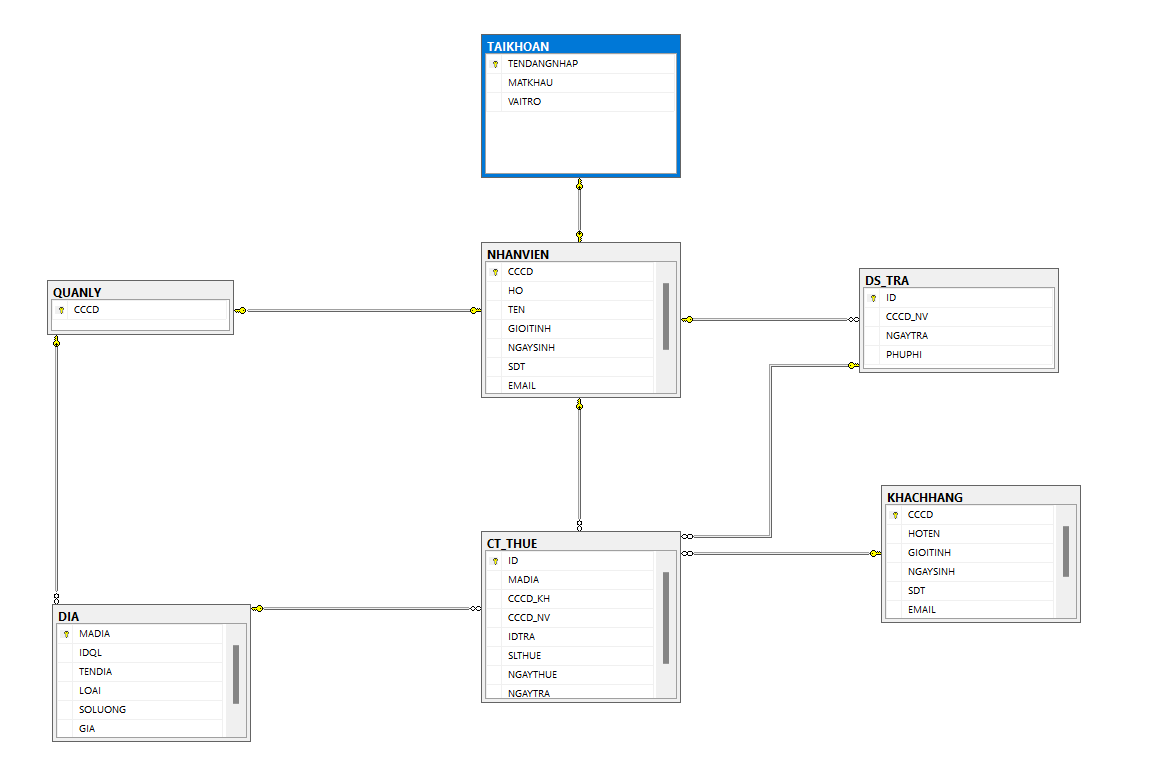 TAIKHOAN
TENDANGNHAP
MATKHAU
VAITRO
NHANVIEN
CCCD
HO
TEN
GIOITINH
NGAYSINH
SDT
EMAIL
QUANLY
CCCD
DS_TRA
ID
CCCD_NV
NGAYTRA
PHUPHI
KHACHHANG
CCCD
HOTEN
GIOITINH
NGAYSINH
SDT
EMAIL
CT_THUE
ID
MADIA
CCCD_KH
CCCD_NV
IDTRA
SLTHUE
NGAYTHUE
NGAYTRA
DIA
MADIA
IDQL
TENDIA
LOAI
SOLUONG
GIA